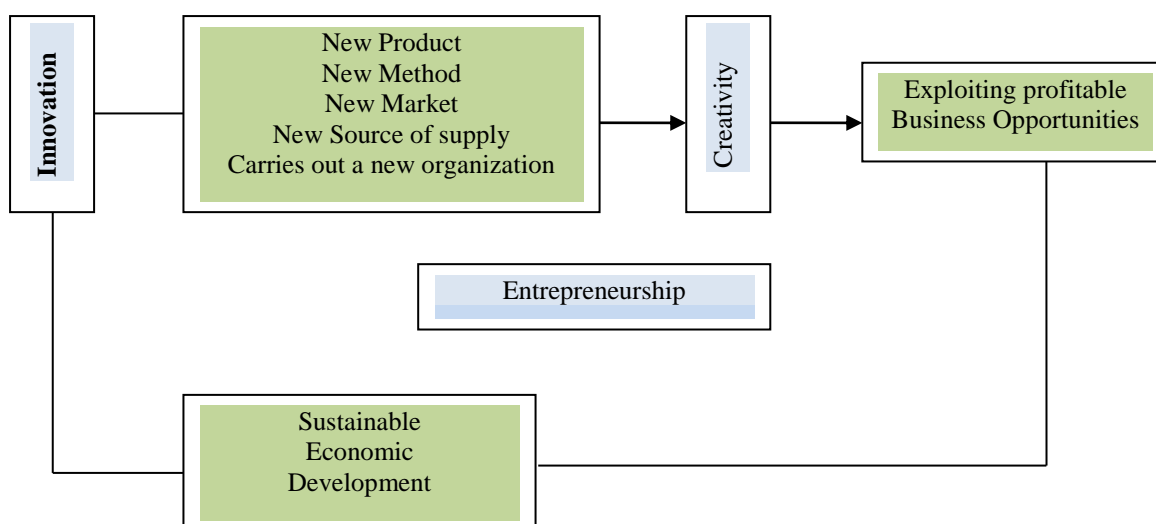 Innovation
New Product
New Method
New Market
New Source of supply
Carries out a new organization
Creativity
Exploiting profitable
Business Opportunities
Entrepreneurship
Sustainable
Economic
Development